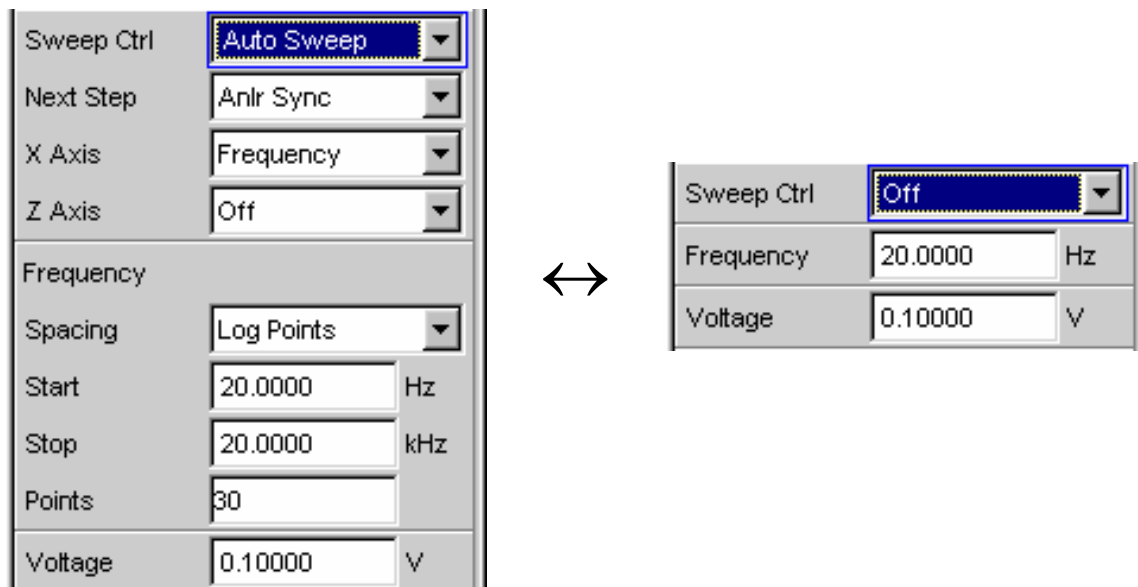 Sweep Ctrl Auto Sweep
Next Step Anlr Sync
X Axis Frequency
Z Axis Off
Frequency
Spacing Log Points
Start 20.0000 Hz
Stop 20.0000 kHz
Points 30
Voltage 0.10000 V
Sweep Ctrl Off
Frequency 20.0000 Hz
Voltage 0.10000 V